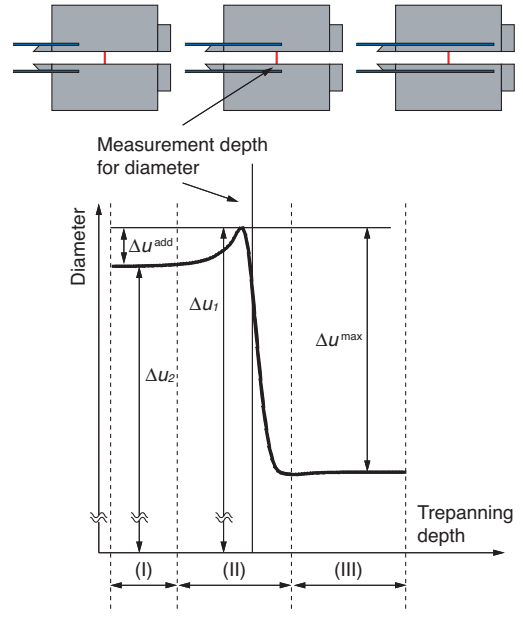 Measurement depth
for diameter
Diameter
Δu^add
Δu₁
Δu₂
Δu^max
Trepanning
depth
(I)
(II)
(III)